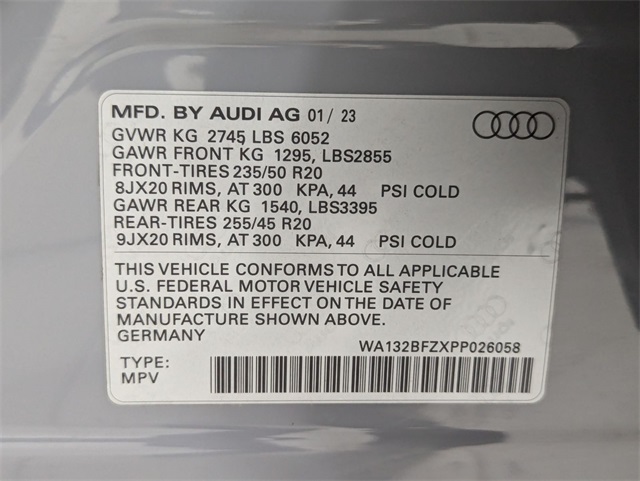 MFD. BY AUDI AG 01/ 23
GVWR KG 2745 LBS 6052
GAWR FRONT KG 1295, LBS2855
FRONT-TIRES 235/50 R20
8JX20 RIMS, AT 300 KPA, 44 PSI COLD
GAWR REAR KG 1540, LBS3395
REAR-TIRES 255/45 R20
9JX20 RIMS, AT 300 KPA, 44 PSI COLD
THIS VEHICLE CONFORMS TO ALL APPLICABLE
U.S. FEDERAL MOTOR VEHICLE SAFETY
STANDARDS IN EFFECT ON THE DATE OF
MANUFACTURE SHOWN ABOVE.
GERMANY
WA132BFZXPP026058
TYPE:
MPV